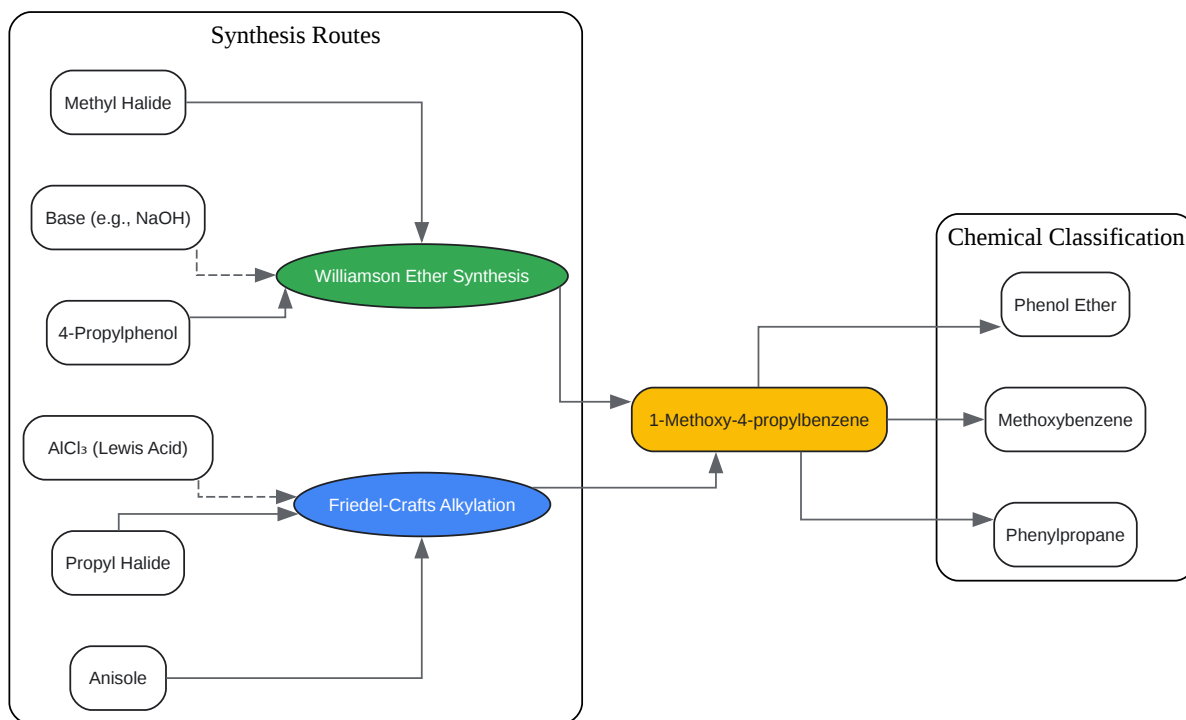 Synthesis Routes
Methyl Halide
Base (e.g., NaOH)
Williamson Ether Synthesis
4-Propylphenol
AlCl₃ (Lewis Acid)
Friedel-Crafts Alkylation
Propyl Halide
Anisole
1-Methoxy-4-propylbenzene
Chemical Classification
Phenol Ether
Methoxybenzene
Phenylpropane